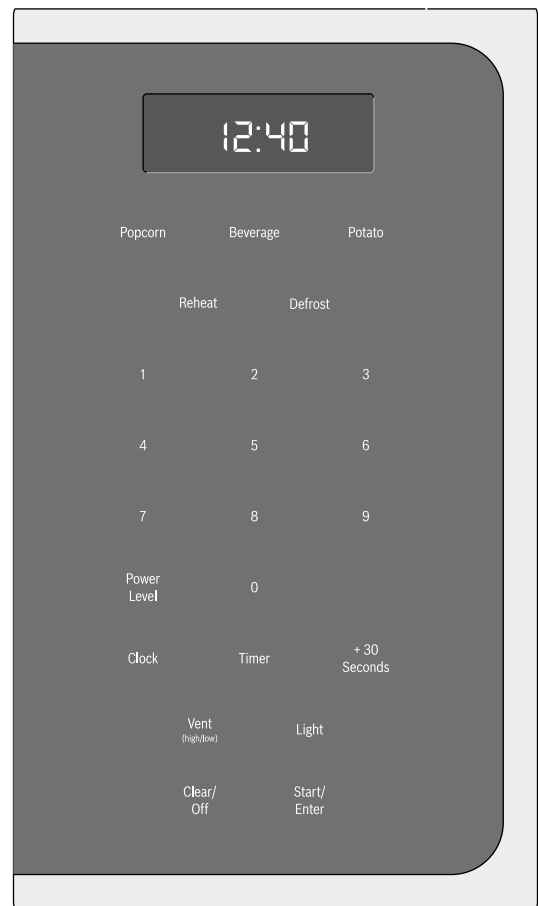 12:40
Popcorn Beverage Potato
Reheat Defrost
1 2 3
4 5 6
7 8 9
Power
Level
0
Clock Timer
+ 30
Seconds
Vent
(high/low)
Light
Clear/
Off
Start/
Enter